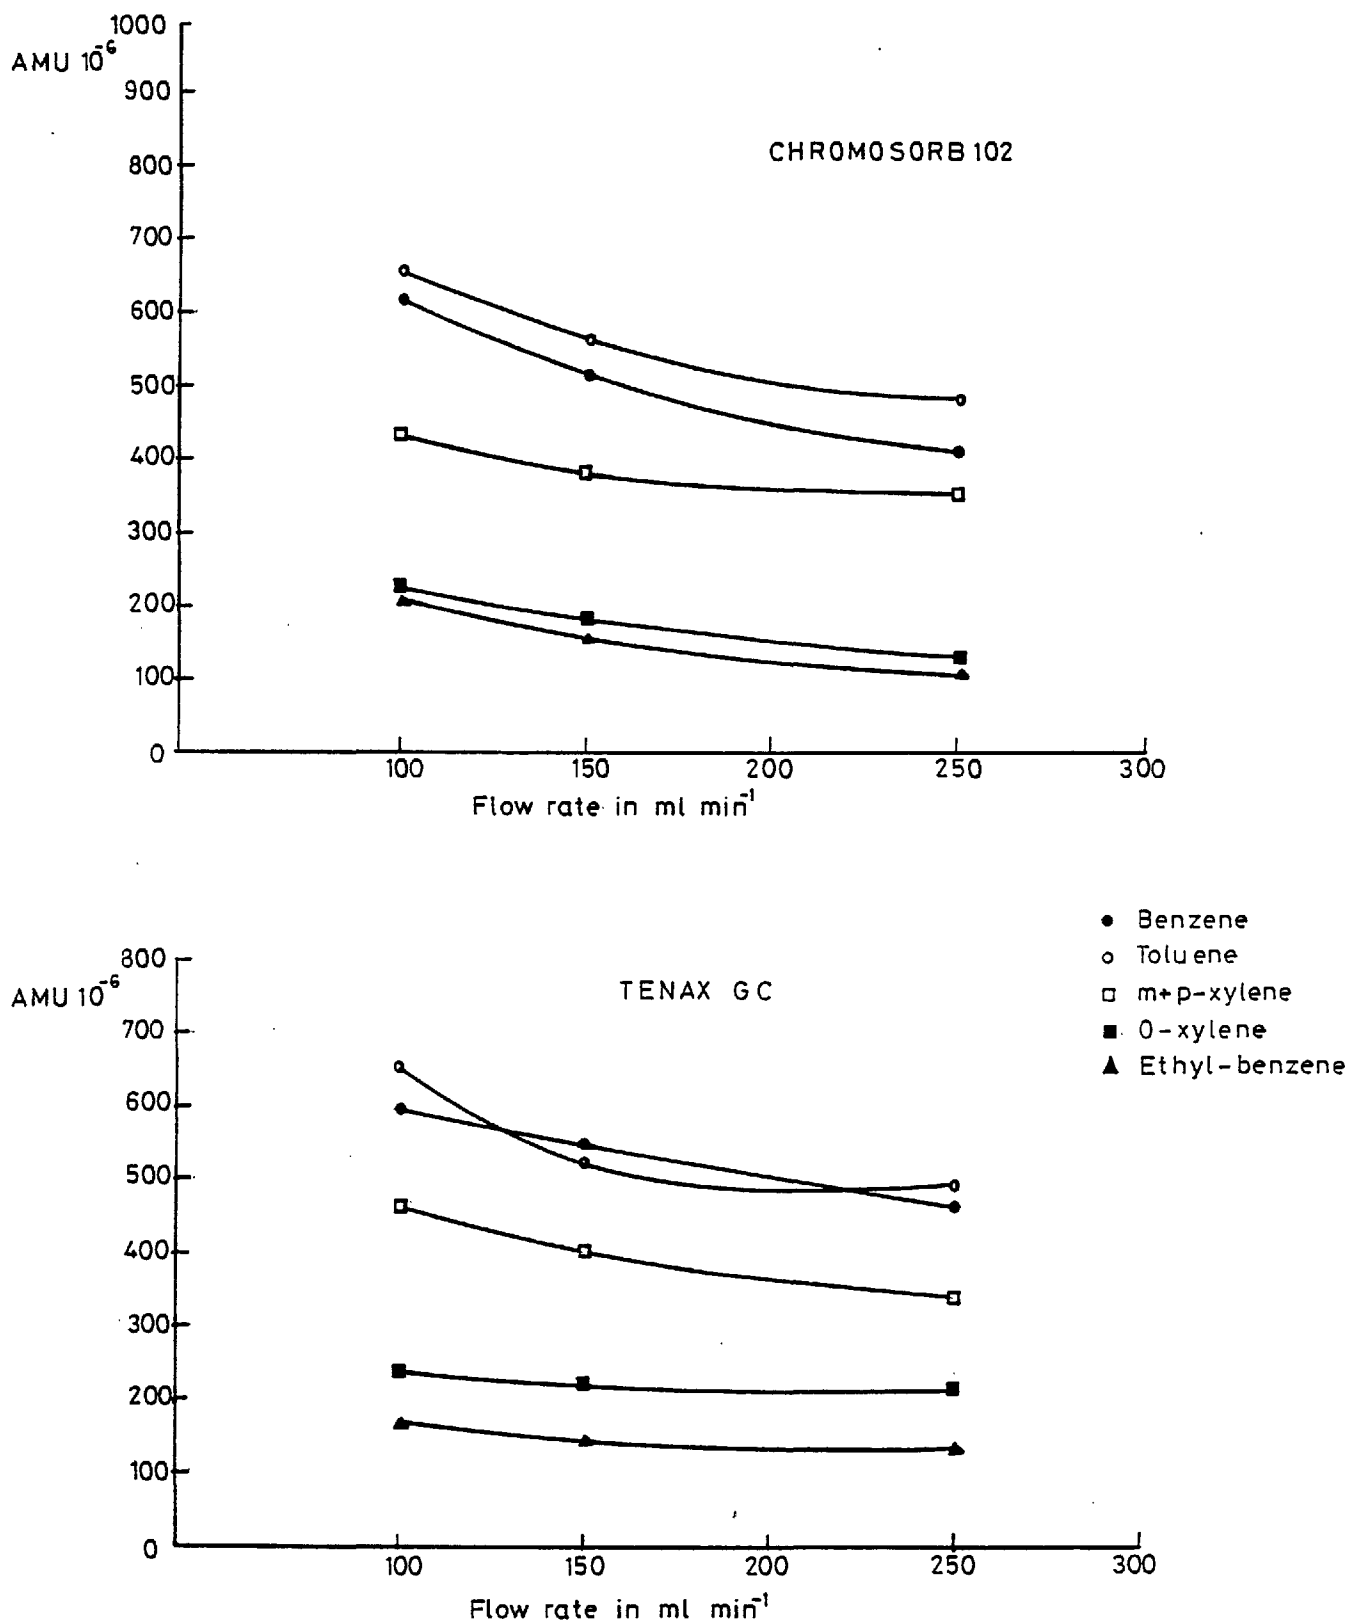 1000
AMU 10⁻⁶
900
CHROMOSORB 102
800
700
600
500
400
300
200
100
0
100 150 200 250 300
Flow rate in ml min⁻¹
Benzene
Toluene
m+p-xylene
O-xylene
Ethyl-benzene
800
AMU 10⁻⁶
TENAX GC
700
600
500
400
300
200
100
0
100 150 200 250 300
Flow rate in ml min⁻¹